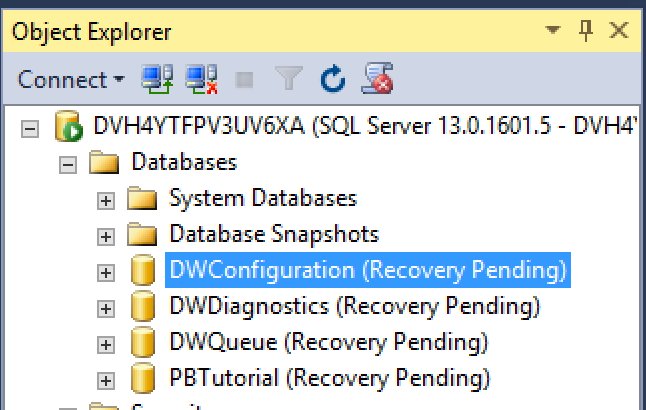 Object Explorer
Connect
DVH4YTFPV3UV6XA (SQL Server 13.0.1601.5 - DVH4
Databases
System Databases
Database Snapshots
DWConfiguration (Recovery Pending)
DWDiagnostics (Recovery Pending)
DWQueue (Recovery Pending)
PBTutorial (Recovery Pending)